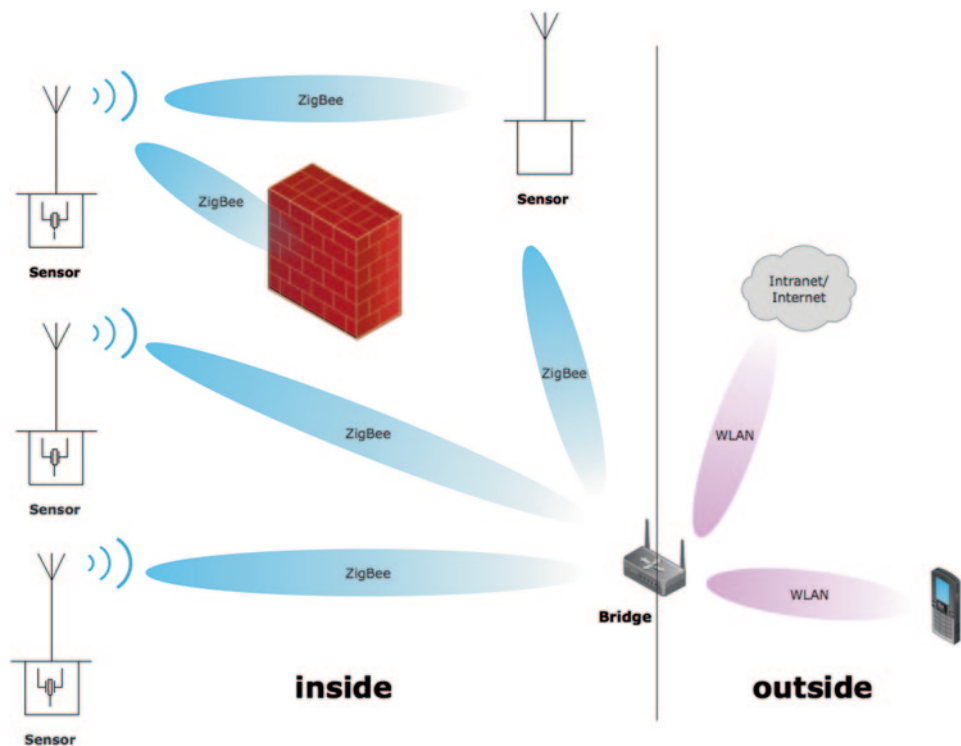 ZigBee
Sensor
ZigBee
Sensor
Intranet/
Internet
ZigBee
WLAN
ZigBee
Sensor
ZigBee
WLAN
Bridge
inside
outside
Sensor